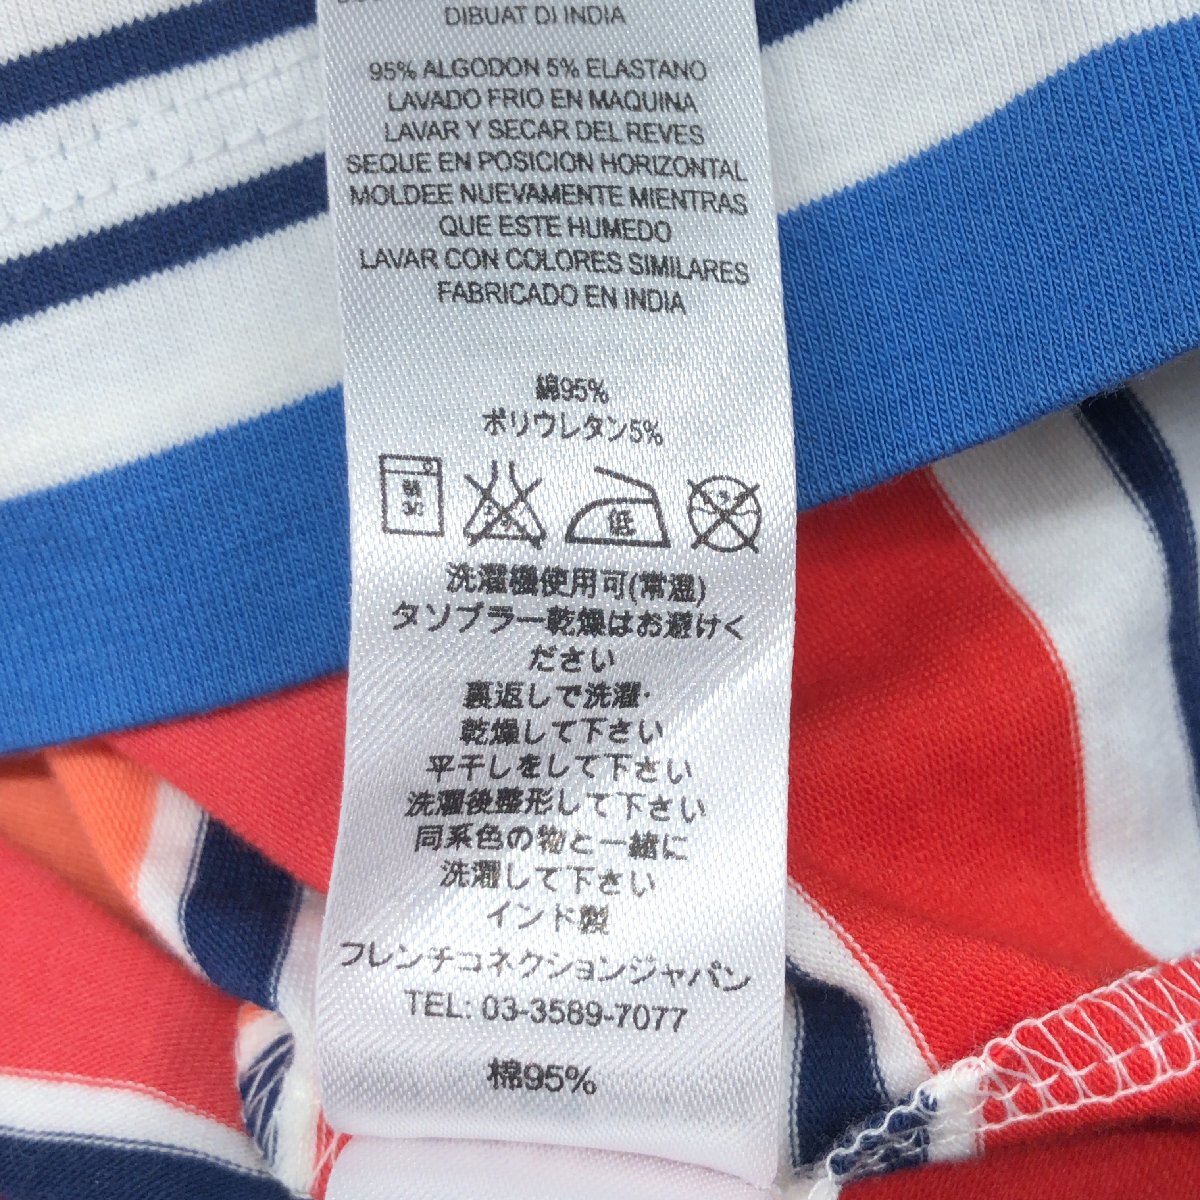 DIBUAT DI INDIA
95% ALGODON 5% ELASTANO
LAVADO FRIO EN MAQUINA
LAVAR Y SECAR DEL REVES
SEQUE EN POSICION HORIZONTAL
MOLDEE NUEVAMENTE MIENTRAS
QUE ESTE HUMEDO
LAVAR CON COLORES SIMILARES
FABRICADO EN INDIA
綿95%
ポリウレタン5%
弱
30
低
洗濯機使用可(常温)
タソブラー乾燥はお避けく
ださい
裏返しで洗濯・
乾燥して下さい
平干しをして下さい
洗濯後整形して下さい
同系色の物と一緒に
洗濯して下さい
インド製
フレンチコネクションジャパン
TEL: 03-3589-7077
棉95%